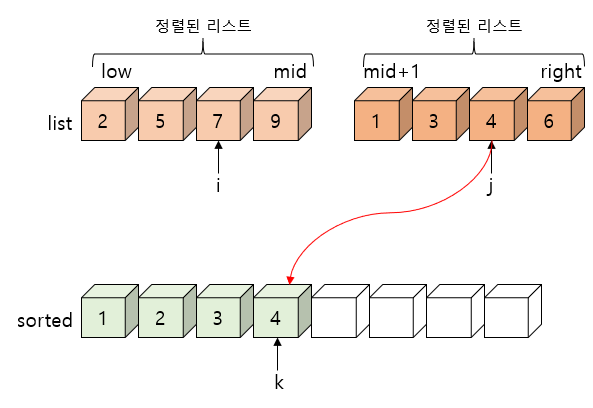 정렬된 리스트
정렬된 리스트
low mid
mid+1 right
list 2 5 7 9 1 3 4 6
i j
sorted 1 2 3 4
k